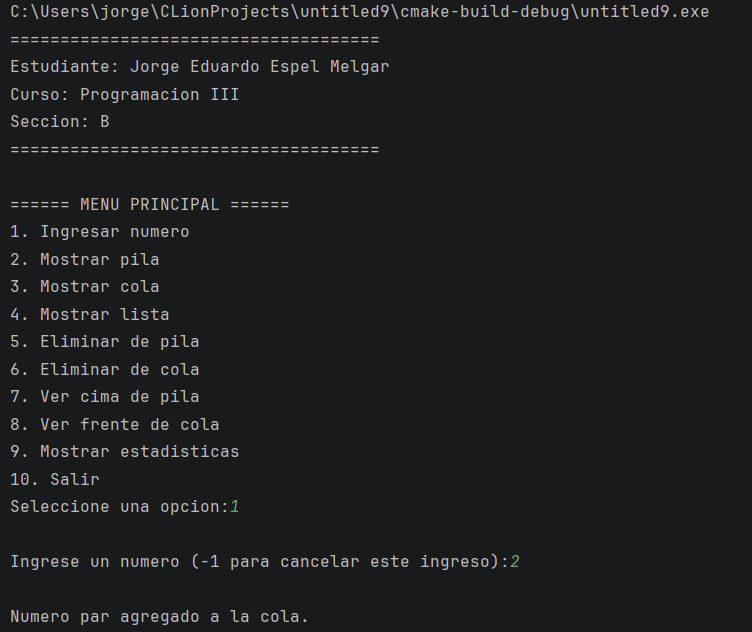 C:\Users\jorge\CLionProjects\untitled9\cmake-build-debug\untitled9.exe
=====================================
Estudiante: Jorge Eduardo Espel Melgar
Curso: Programacion III
Seccion: B
=====================================
====== MENU PRINCIPAL ======
1. Ingresar numero
2. Mostrar pila
3. Mostrar cola
4. Mostrar lista
5. Eliminar de pila
6. Eliminar de cola
7. Ver cima de pila
8. Ver frente de cola
9. Mostrar estadisticas
10. Salir
Seleccione una opcion:1
Ingrese un numero (-1 para cancelar este ingreso):2
Numero par agregado a la cola.